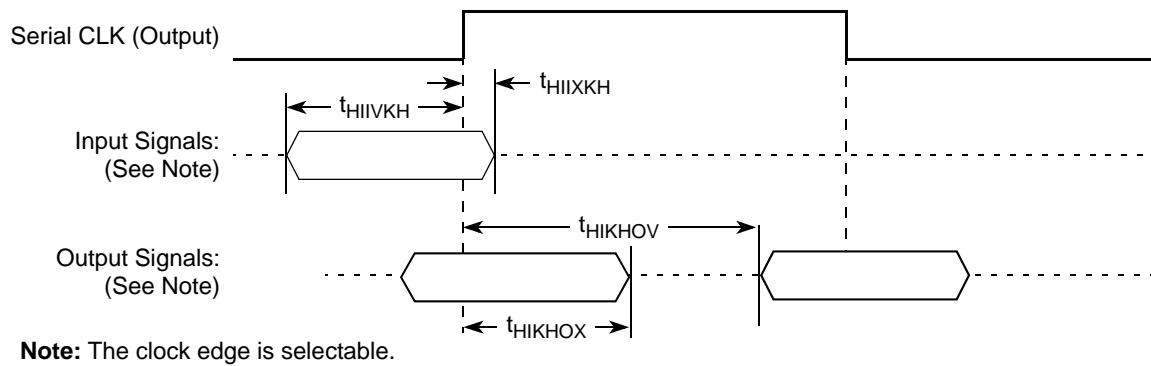 Serial CLK (Output)
tHIIXKH
tHIIVKH
Input Signals:
(See Note)
tHIKHOV
Output Signals:
(See Note)
tHIKHOX
Note: The clock edge is selectable.